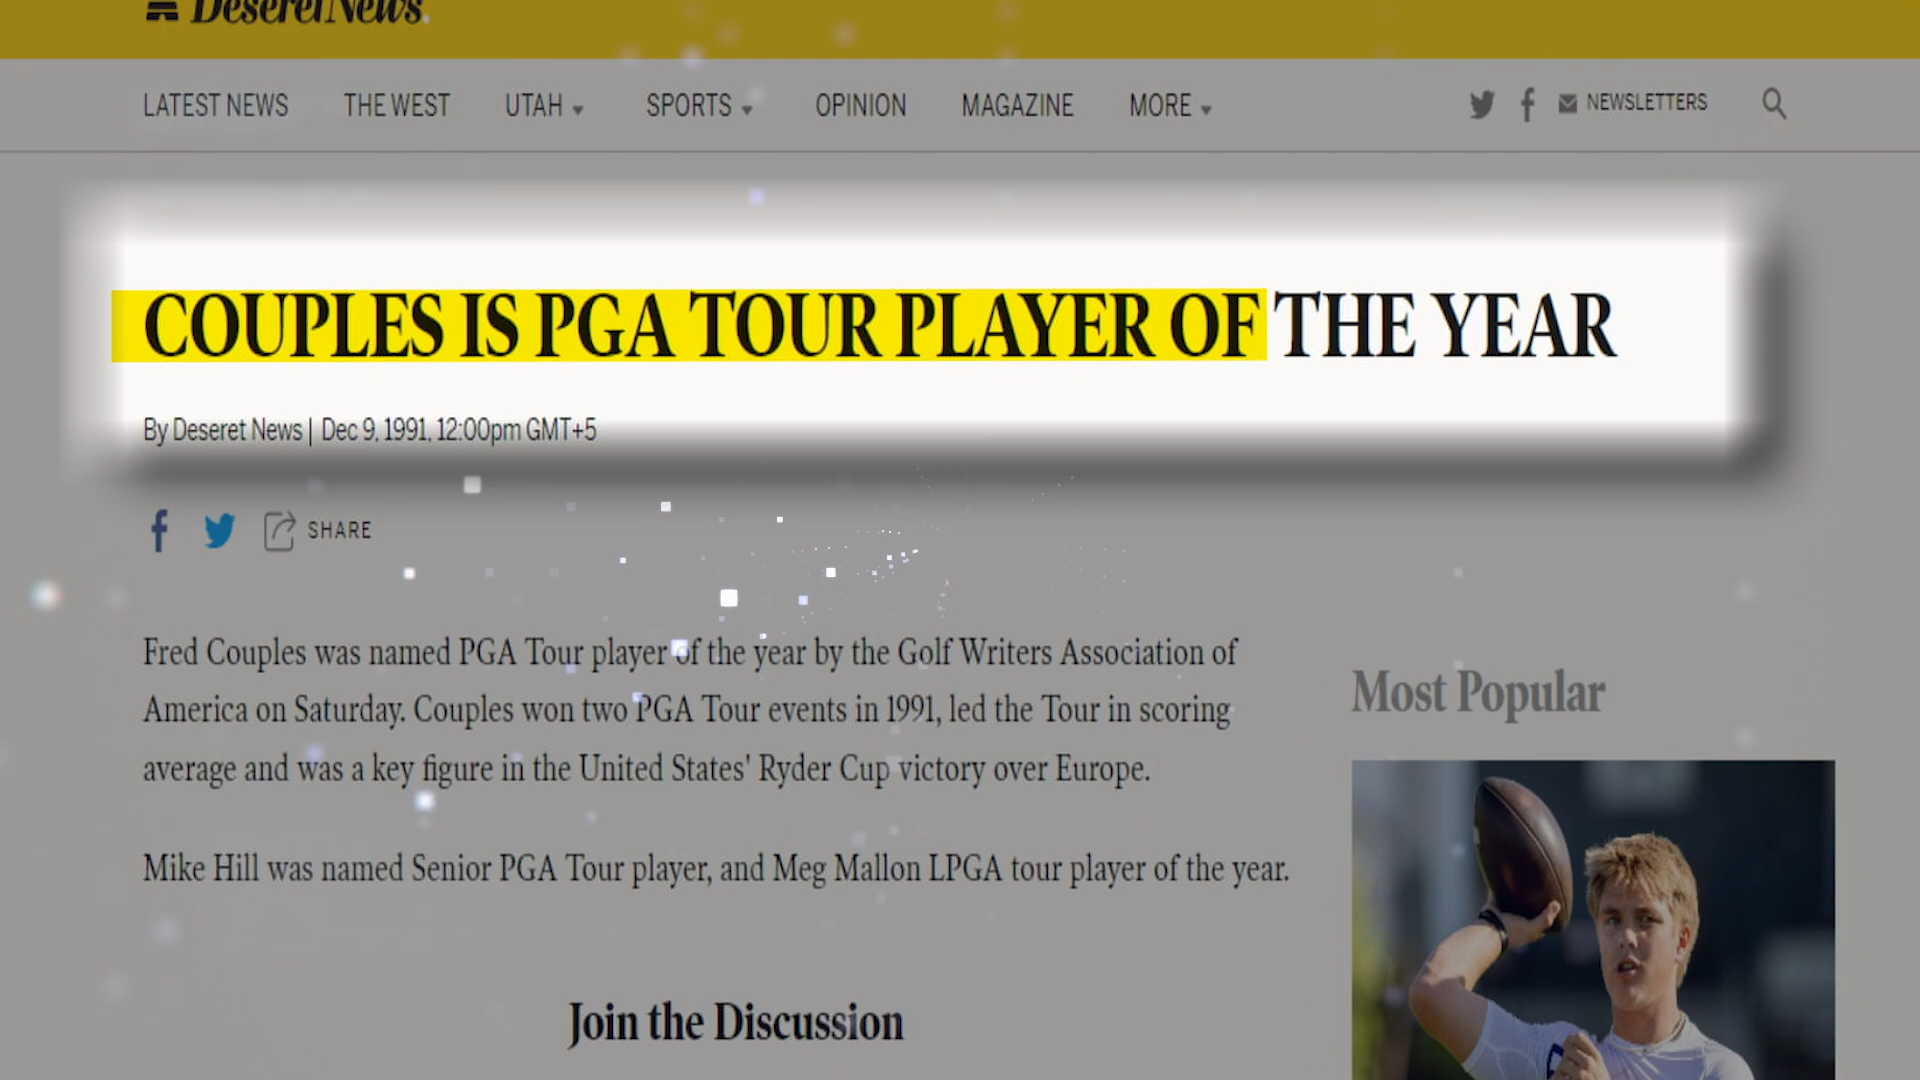 Deseret News.
LATEST NEWS THE WEST UTAH SPORTS OPINION MAGAZINE MORE NEWSLETTERS
COUPLES IS PGA TOUR PLAYER OF THE YEAR
By Deseret News | Dec 9, 1991, 12:00pm GMT+5
SHARE
Fred Couples was named PGA Tour player of the year by the Golf Writers Association of
America on Saturday. Couples won two PGA Tour events in 1991, led the Tour in scoring
average and was a key figure in the United States' Ryder Cup victory over Europe.
Most Popular
Mike Hill was named Senior PGA Tour player, and Meg Mallon LPGA tour player of the year.
Join the Discussion